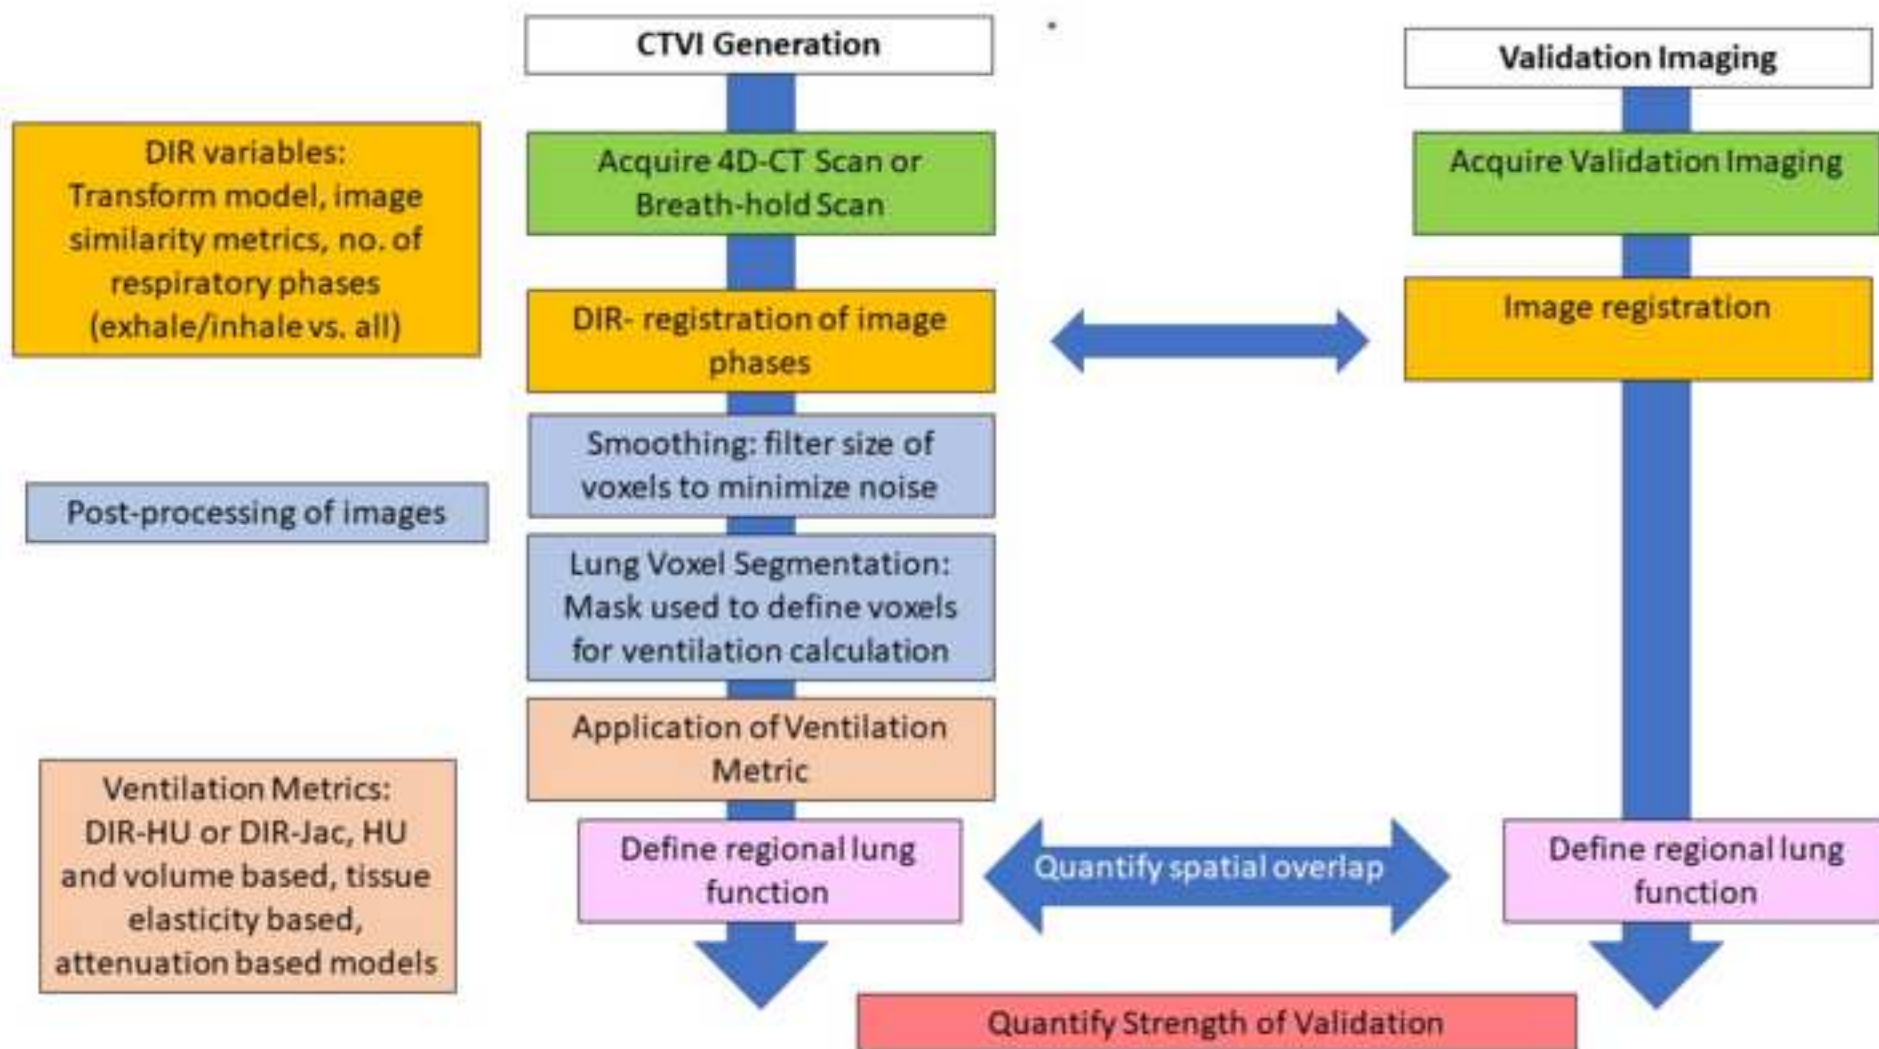 CTVI Generation
Validation Imaging
DIR variables:
Transform model, image
similarity metrics, no. of
respiratory phases
(exhale/inhale vs. all)
Acquire 4D-CT Scan or
Breath-hold Scan
Acquire Validation Imaging
DIR- registration of image
phases
Image registration
Smoothing: filter size of
voxels to minimize noise
Post-processing of images
Lung Voxel Segmentation:
Mask used to define voxels
for ventilation calculation
Application of Ventilation
Metric
Ventilation Metrics:
DIR-HU or DIR-Jac, HU
and volume based, tissue
elasticity based,
attenuation based models
Define regional lung
function
Quantify spatial overlap
Define regional lung
function
Quantify Strength of Validation